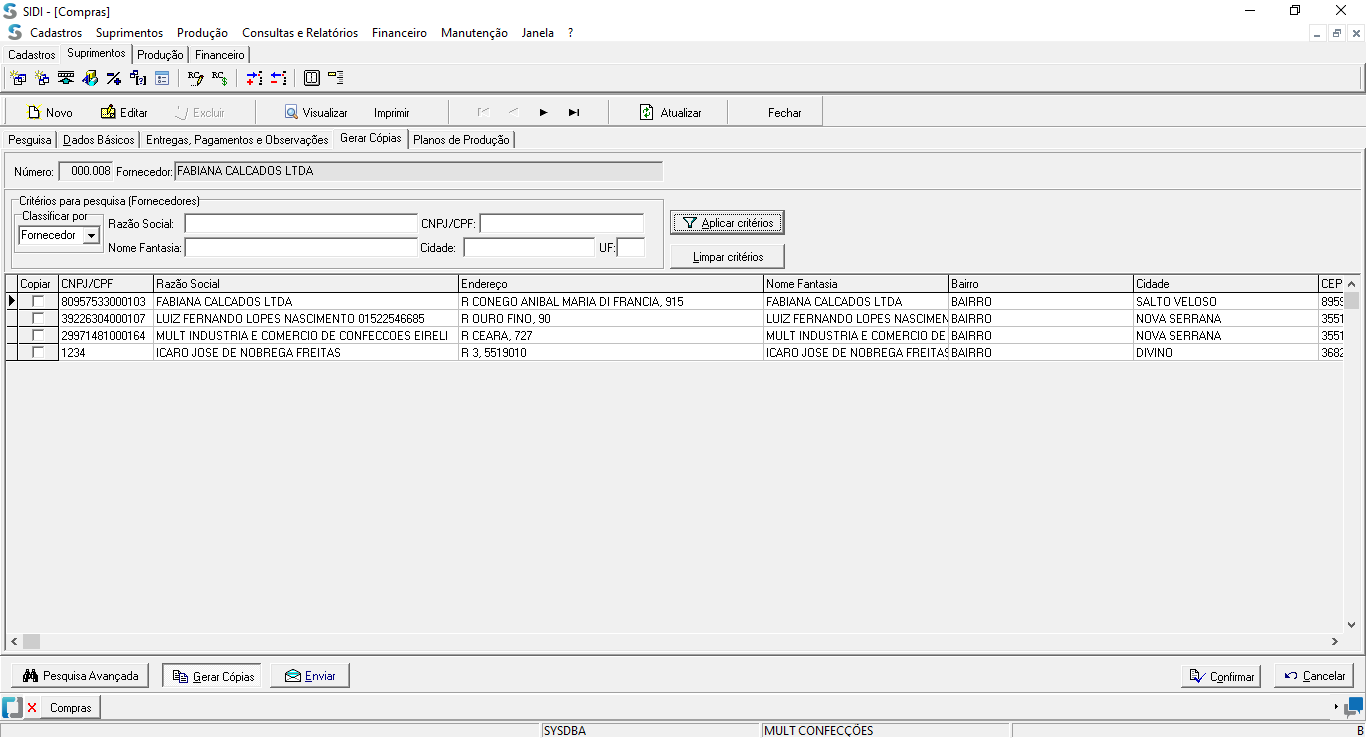 SIDI - [Compras]
Cadastros Suprimentos Produção Consultas e Relatórios Financeiro Manutenção Janela ?
Cadastros Suprimentos Produção Financeiro
Novo Editar Excluir Visualizar Imprimir Atualizar Fechar
Pesquisa Dados Básicos Entregas, Pagamentos e Observações Gerar Cópias Planos de Produção
Número: 000.008 Fornecedor: FABIANA CALCADOS LTDA
Critérios para pesquisa (Fornecedores)
Classificar por
Razão Social: CNPJ/CPF: Aplicar critérios
Fornecedor
Nome Fantasia: Cidade: UF:
Limpar critérios
Copiar CNPJ/CPF Razão Social Endereço Nome Fantasia Bairro Cidade CEP
80957533000103 FABIANA CALCADOS LTDA R CONEGO ANIBAL MARIA DI FRANCIA, 915 FABIANA CALCADOS LTDA BAIRRO SALTO VELOSO 8959
39226304000107 LUIZ FERNANDO LOPES NASCIMENTO 01522546685 R OURO FINO, 90 LUIZ FERNANDO LOPES NASCIMEN BAIRRO NOVA SERRANA 3551
29971481000164 MULT INDUSTRIA E COMERCIO DE CONFECCOES EIRELI R CEARA, 727 MULT INDUSTRIA E COMERCIO DE BAIRRO NOVA SERRANA 3551
1234 ICARO JOSE DE NOBREGA FREITAS R 3, 5519010 ICARO JOSE DE NOBREGA FREITAS BAIRRO DIVINO 3682
Pesquisa Avançada Gerar Cópias Enviar Confirmar Cancelar
Compras
SYSDBA MULT CONFECÇÕES B